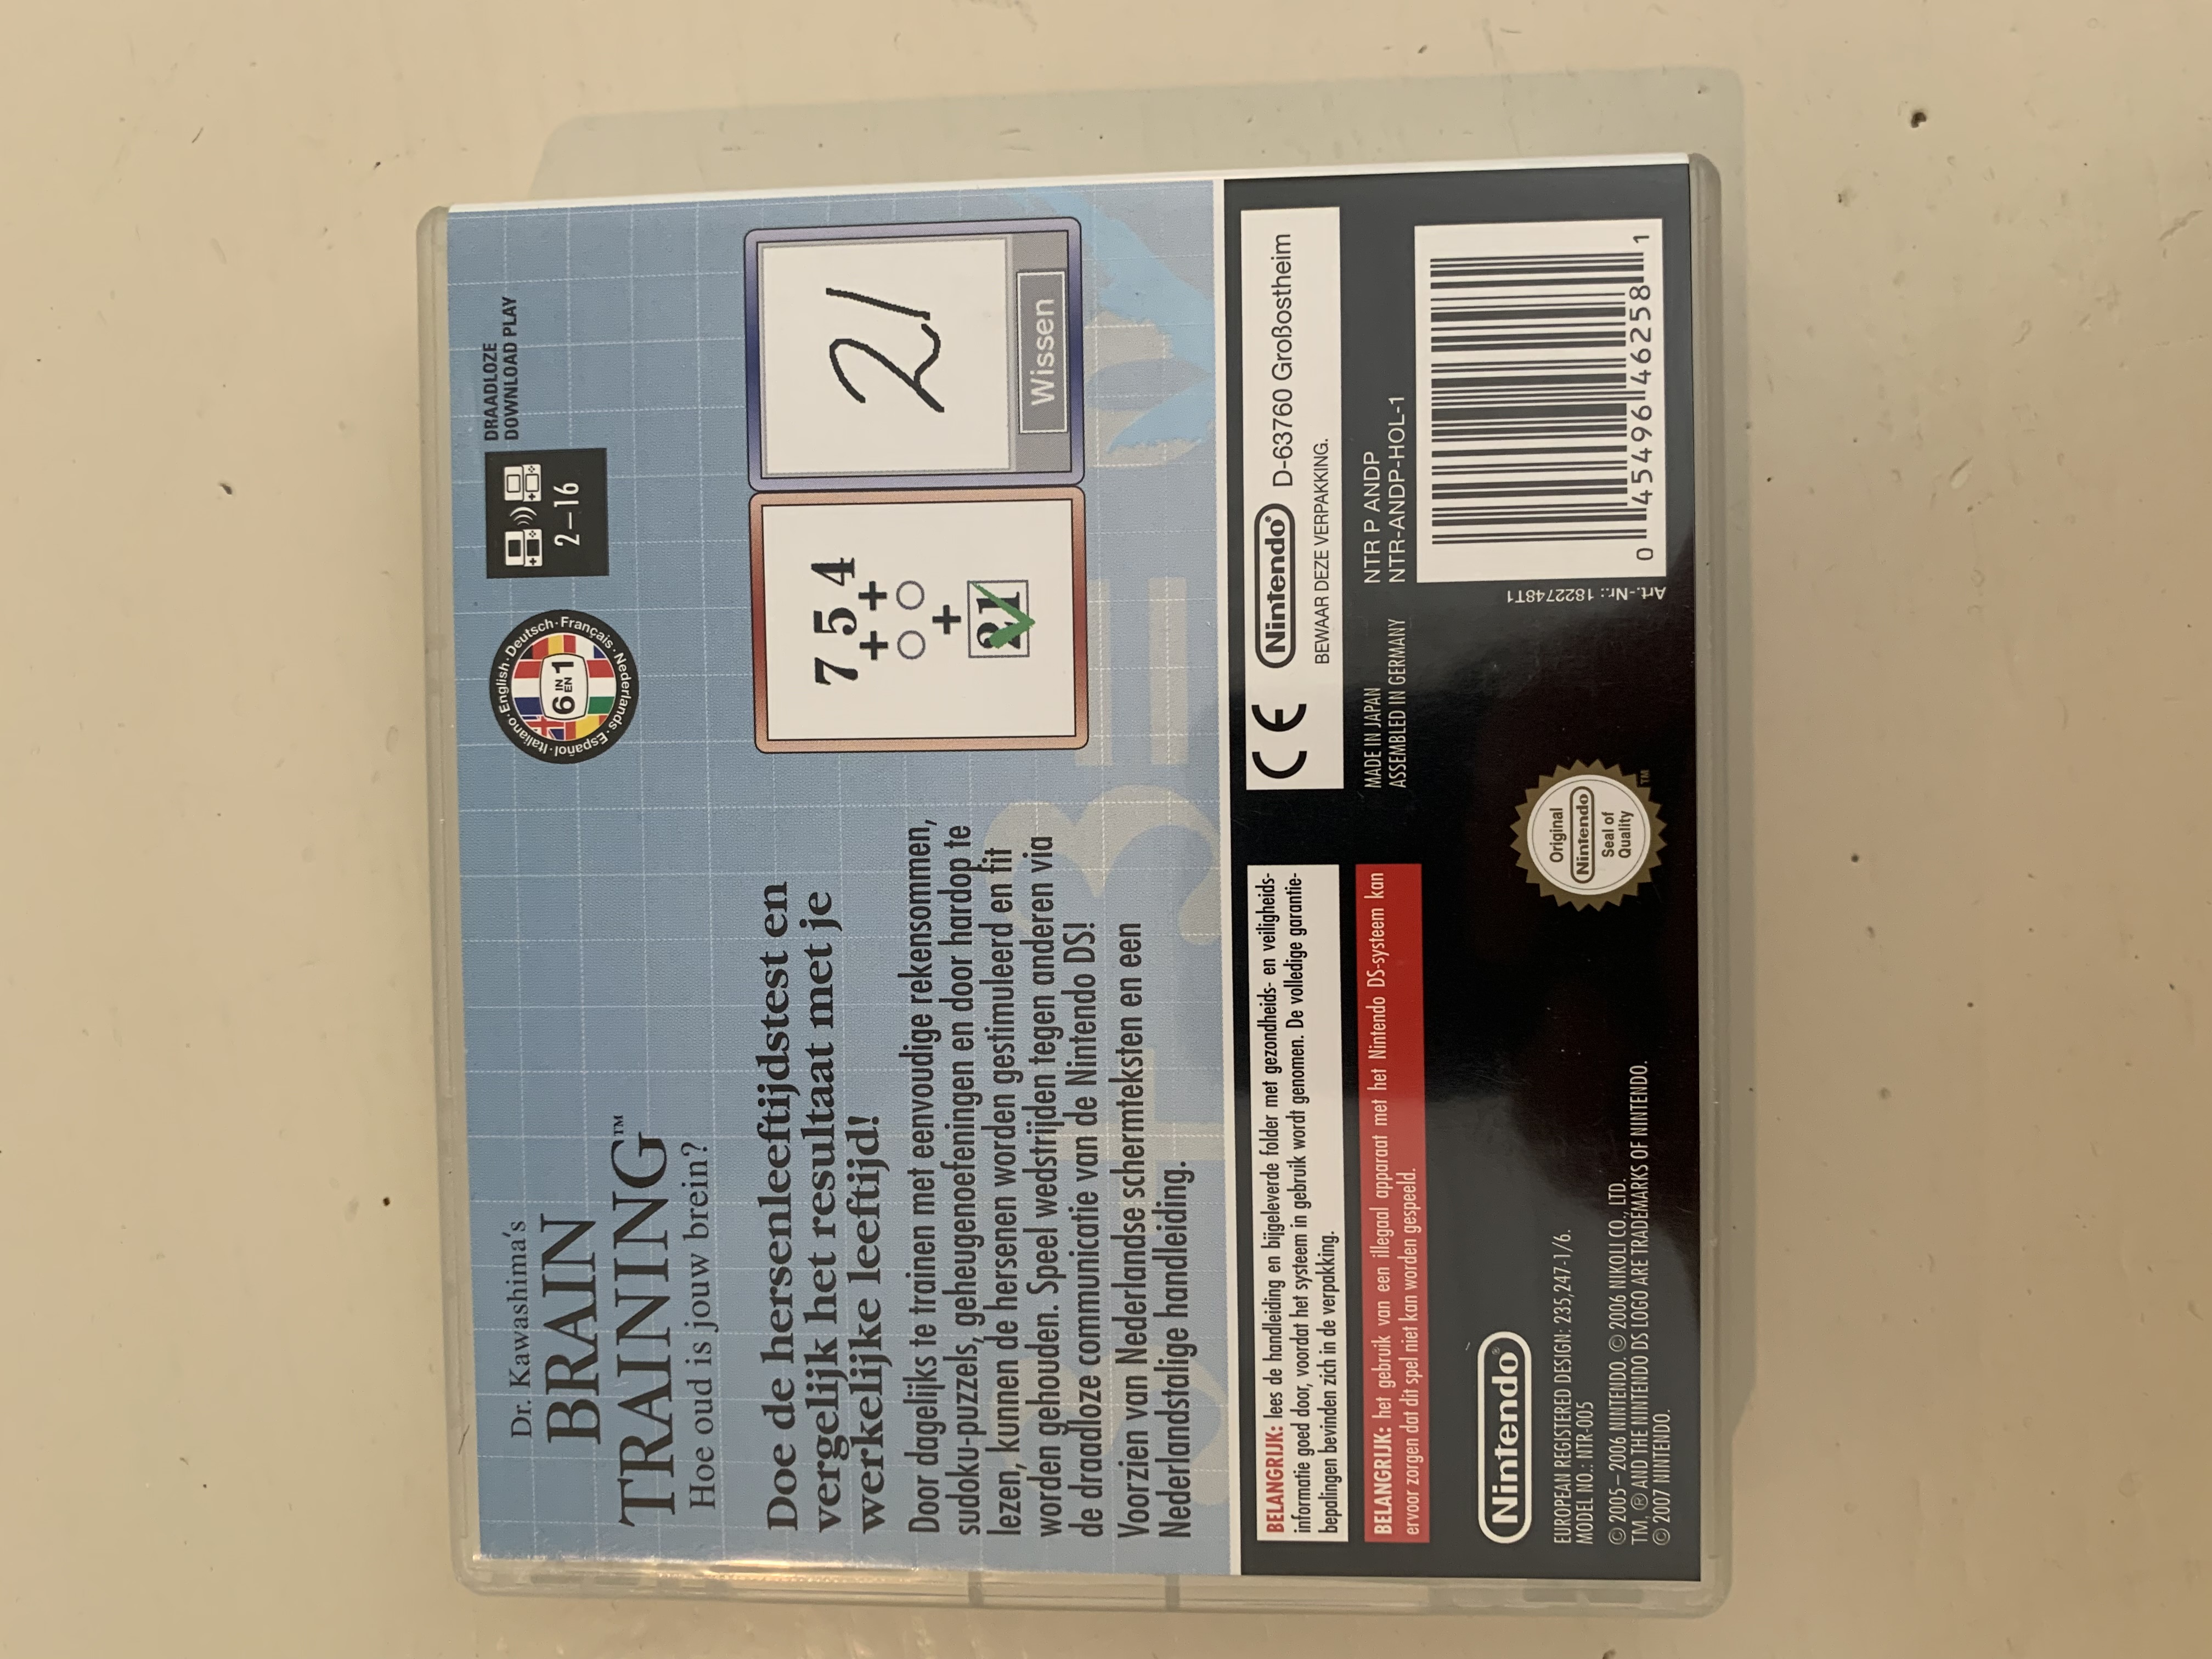 Dr. Kawashima's
BRAIN
TRAINING™
Hoe oud is jouw brein?
English · Deutsch · Français · Nederlands · Español · Italiano
6 IN EN 1
2–16
DRAADLOZE
DOWNLOAD PLAY
Doe de hersenleeftijdstest en
vergelijk het resultaat met je
werkelijke leeftijd!
Door dagelijks te trainen met eenvoudige rekensommen,
sudoku-puzzels, geheugenoefeningen en door hardop te
lezen, kunnen de hersenen worden gestimuleerd en fit
worden gehouden. Speel wedstrijden tegen anderen via
de draadloze communicatie van de Nintendo DS!
Voorzien van Nederlandse schermteksten en een
Nederlandstalige handleiding.
7 5 4
+ +
○ ○
+
21
21
Wissen
3 + 3 =
BELANGRIJK: lees de handleiding en bijgeleverde folder met gezondheids- en veiligheids-
informatie goed door, voordat het systeem in gebruik wordt genomen. De volledige garantie-
bepalingen bevinden zich in de verpakking.
BELANGRIJK: het gebruik van een illegaal apparaat met het Nintendo DS-systeem kan
ervoor zorgen dat dit spel niet kan worden gespeeld.
CE Nintendo® D-63760 Großostheim
BEWAAR DEZE VERPAKKING.
MADE IN JAPAN
ASSEMBLED IN GERMANY
NTR P ANDP
NTR-ANDP-HOL-1
Nintendo®
EUROPEAN REGISTERED DESIGN: 235,247-1/6.
MODEL NO.: NTR-005
© 2005–2006 NINTENDO. © 2006 NIKOLI CO., LTD.
TM, ® AND THE NINTENDO DS LOGO ARE TRADEMARKS OF NINTENDO.
© 2007 NINTENDO.
Original
Nintendo
Seal of
Quality
TM
Art.-Nr.: 1822748T1
0 45496 46258 1